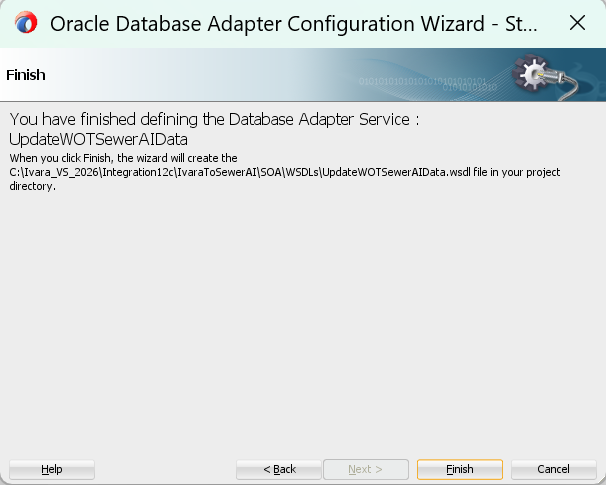 Oracle Database Adapter Configuration Wizard - St...
Finish
0101010101010101010101010101
01010101010
You have finished defining the Database Adapter Service :
UpdateWOTSewerAIData
When you click Finish, the wizard will create the
C:\Ivara_VS_2026\Integration12c\IvaraToSewerAI\SOA\WSDLs\UpdateWOTSewerAIData.wsdl file in your project
directory.
Help
< Back
Next >
Finish
Cancel